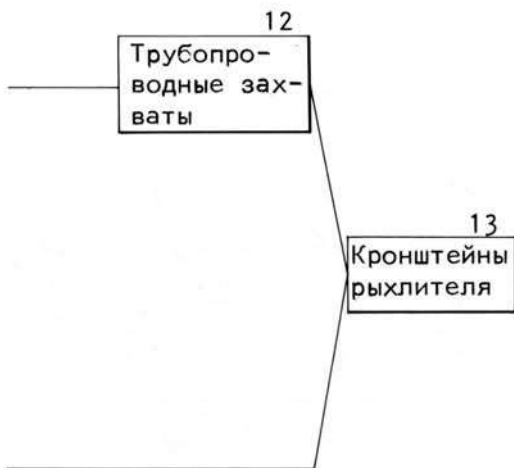 12
Трубопро-
водные зах-
ваты
13
Кронштейны
рыхлителя